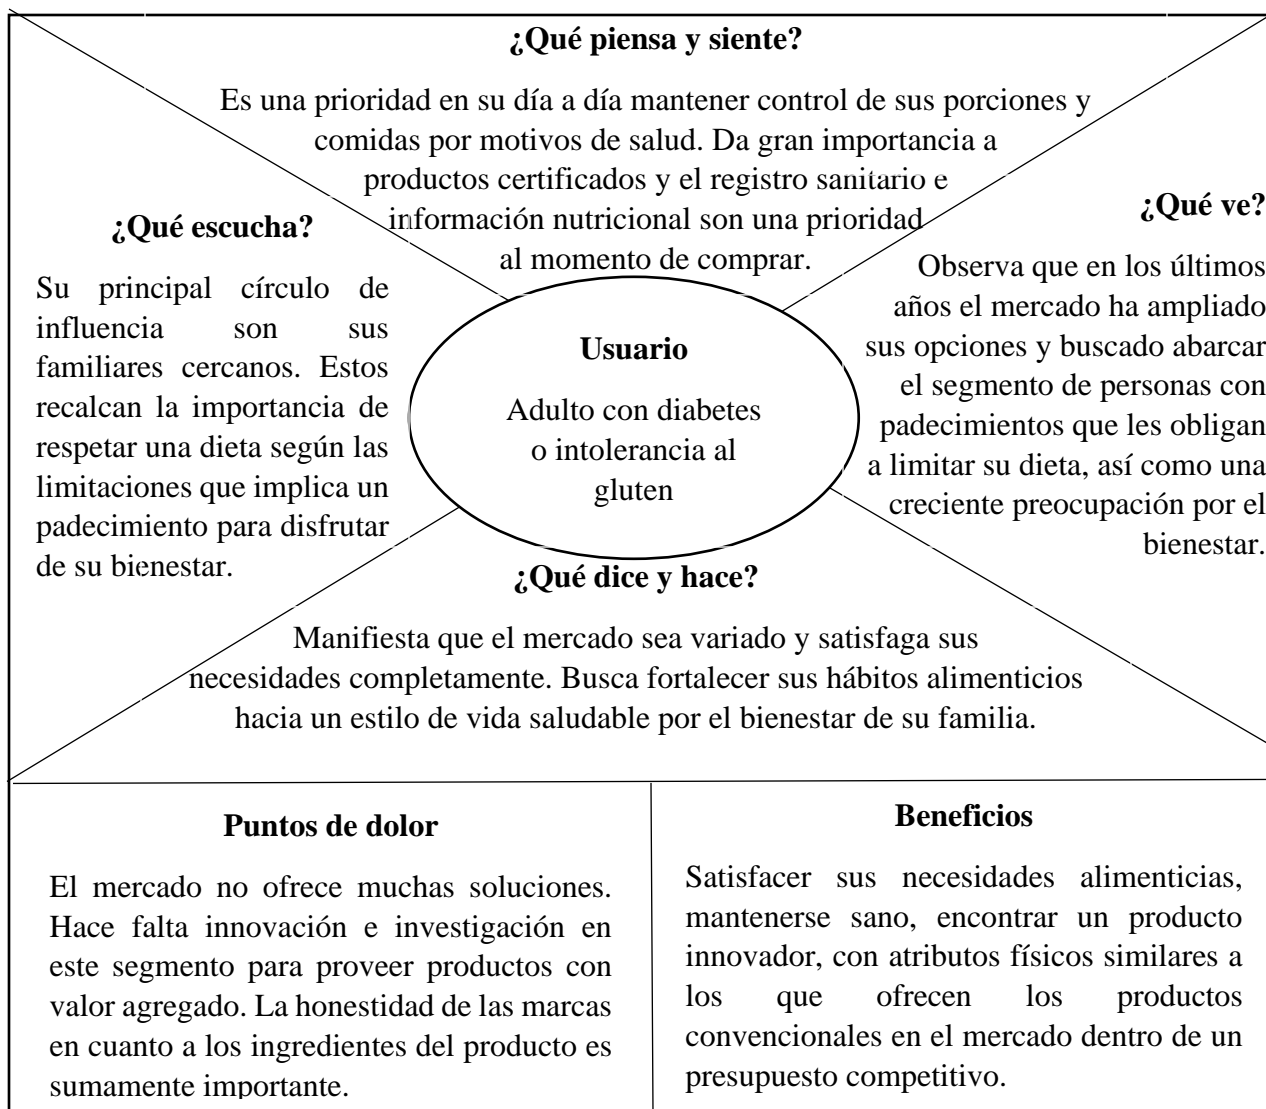 ¿Qué piensa y siente?
Es una prioridad en su día a día mantener control de sus porciones y
comidas por motivos de salud. Da gran importancia a
productos certificados y el registro sanitario e
información nutricional son una prioridad
al momento de comprar.
¿Qué escucha?
Su principal círculo de
influencia son sus
familiares cercanos. Estos
recalcan la importancia de
respetar una dieta según las
limitaciones que implica un
padecimiento para disfrutar
de su bienestar.
Usuario
Adulto con diabetes
o intolerancia al
gluten
¿Qué ve?
Observa que en los últimos
años el mercado ha ampliado
sus opciones y buscado abarcar
el segmento de personas con
padecimientos que les obligan
a limitar su dieta, así como una
creciente preocupación por el
bienestar.
¿Qué dice y hace?
Manifiesta que el mercado sea variado y satisfaga sus
necesidades completamente. Busca fortalecer sus hábitos alimenticios
hacia un estilo de vida saludable por el bienestar de su familia.
Puntos de dolor
El mercado no ofrece muchas soluciones.
Hace falta innovación e investigación en
este segmento para proveer productos con
valor agregado. La honestidad de las marcas
en cuanto a los ingredientes del producto es
sumamente importante.
Beneficios
Satisfacer sus necesidades alimenticias,
mantenerse sano, encontrar un producto
innovador, con atributos físicos similares a
los que ofrecen los productos
convencionales en el mercado dentro de un
presupuesto competitivo.